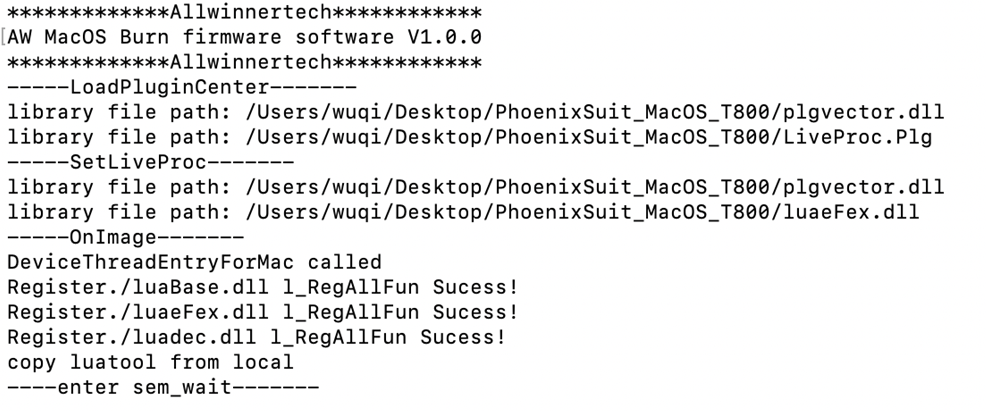 *************Allwinnertech************
[AW MacOS Burn firmware software V1.0.0
*************Allwinnertech************
-----LoadPluginCenter-------
library file path: /Users/wuqi/Desktop/PhoenixSuit_MacOS_T800/plgvector.dll
library file path: /Users/wuqi/Desktop/PhoenixSuit_MacOS_T800/LiveProc.Plg
-----SetLiveProc-------
library file path: /Users/wuqi/Desktop/PhoenixSuit_MacOS_T800/plgvector.dll
library file path: /Users/wuqi/Desktop/PhoenixSuit_MacOS_T800/luaeFex.dll
-----OnImage-------
DeviceThreadEntryForMac called
Register./luaBase.dll l_RegAllFun Sucess!
Register./luaeFex.dll l_RegAllFun Sucess!
Register./luadec.dll l_RegAllFun Sucess!
copy luatool from local
----enter sem_wait-------